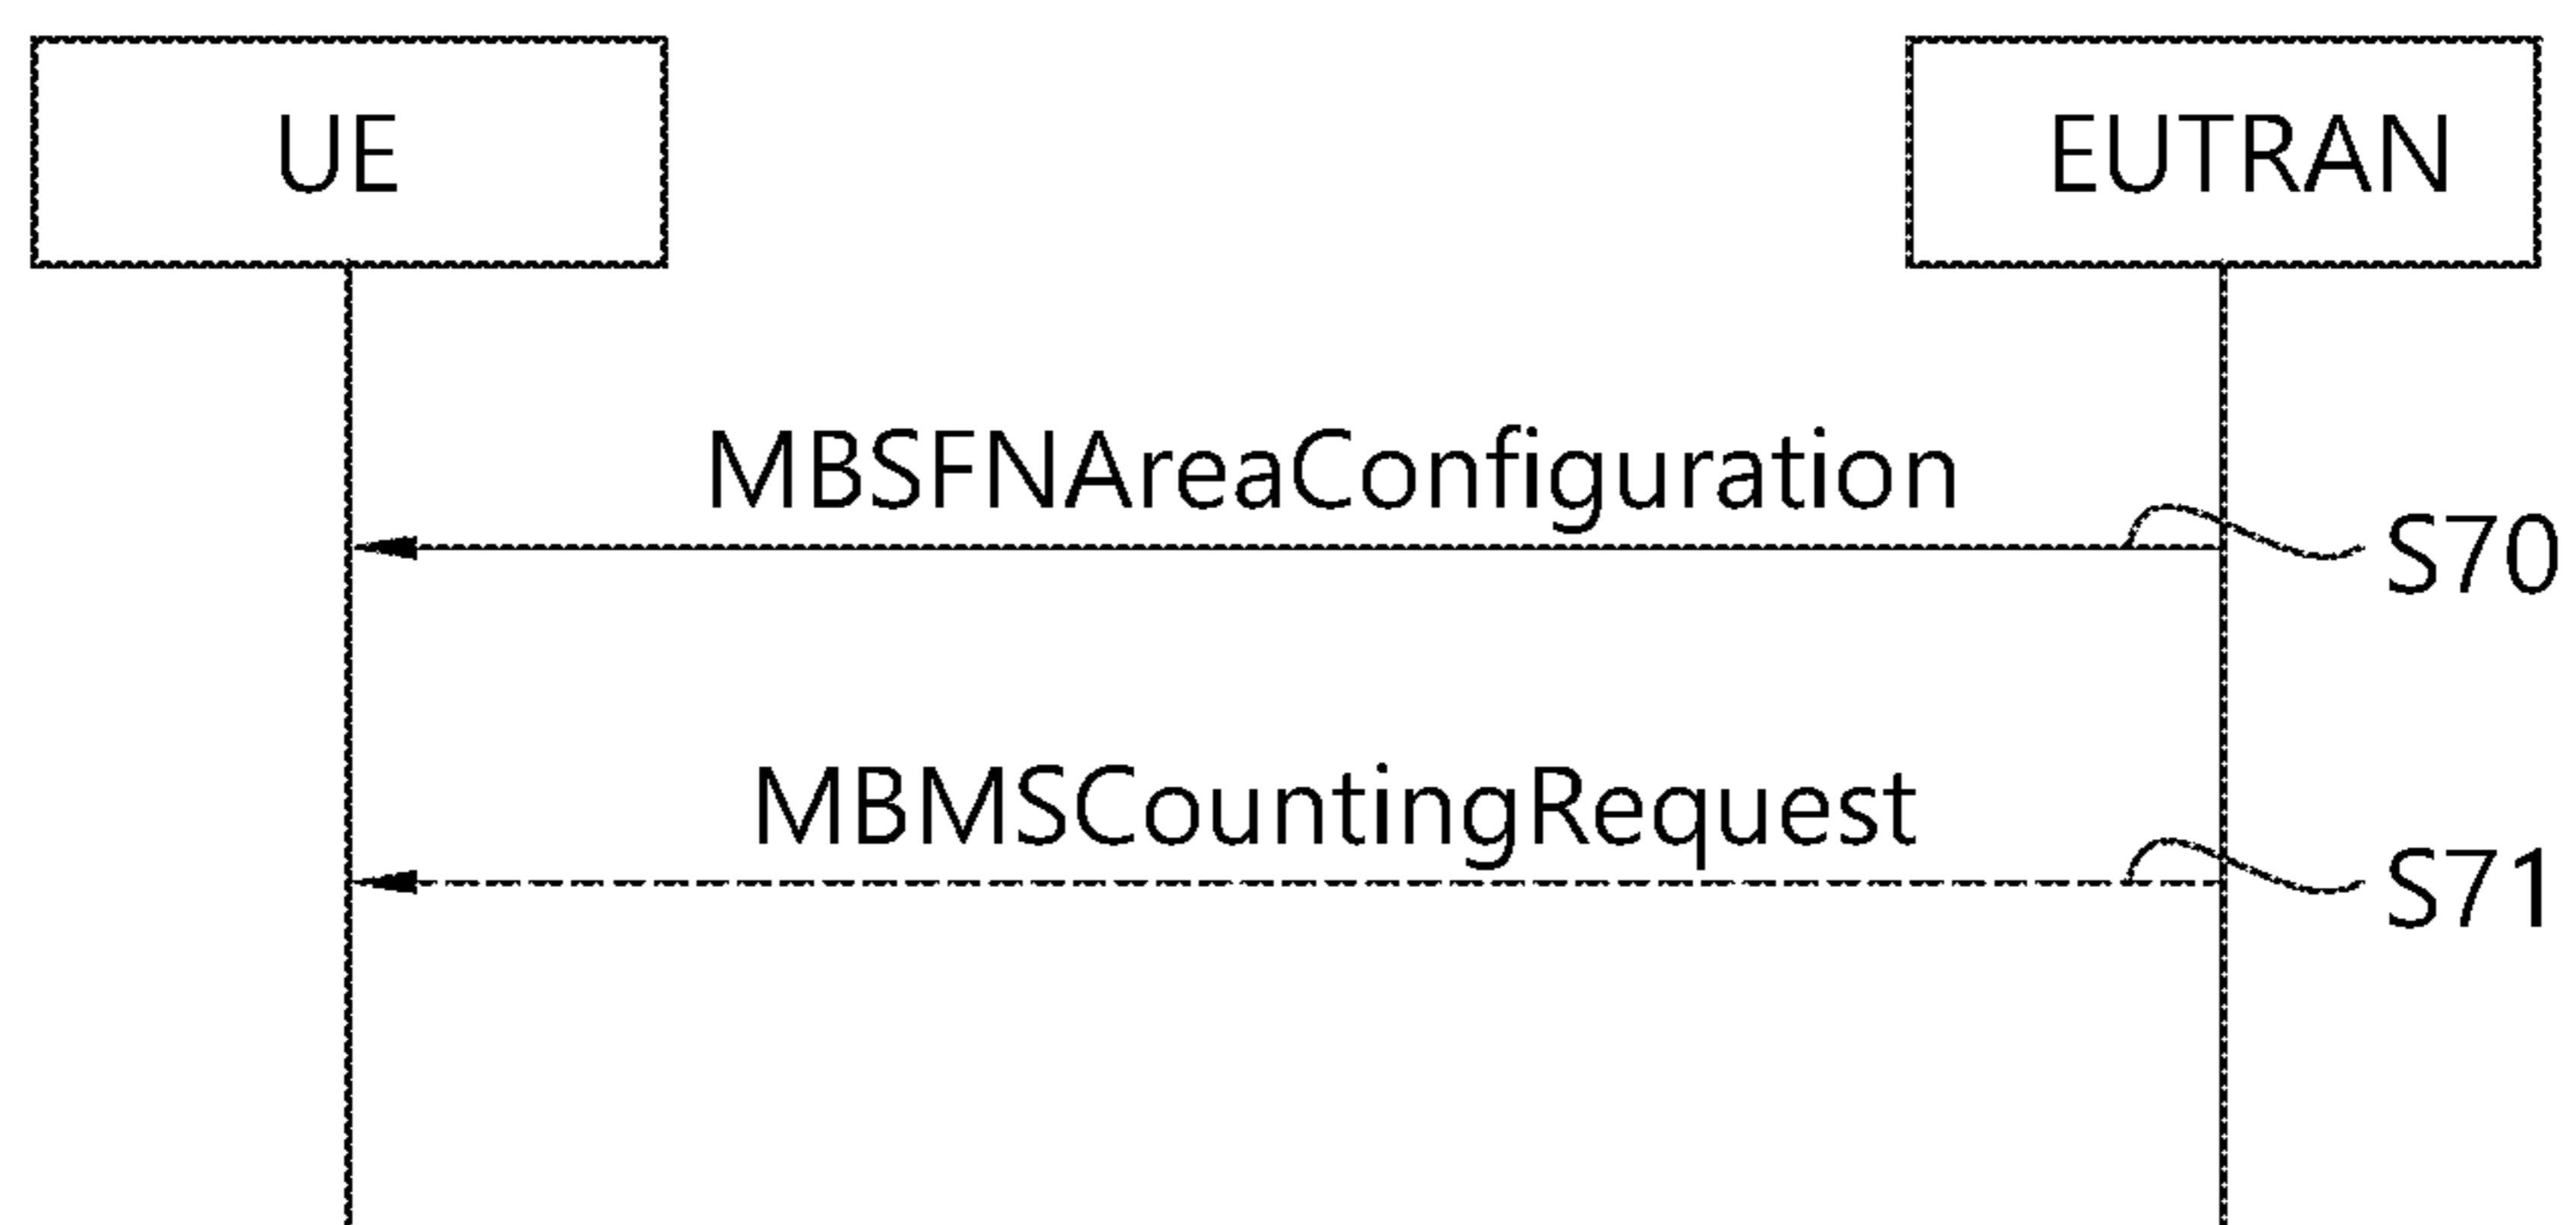 UE
EUTRAN
MBSFNAreaConfiguration
S70
MBMSCountingRequest
S71